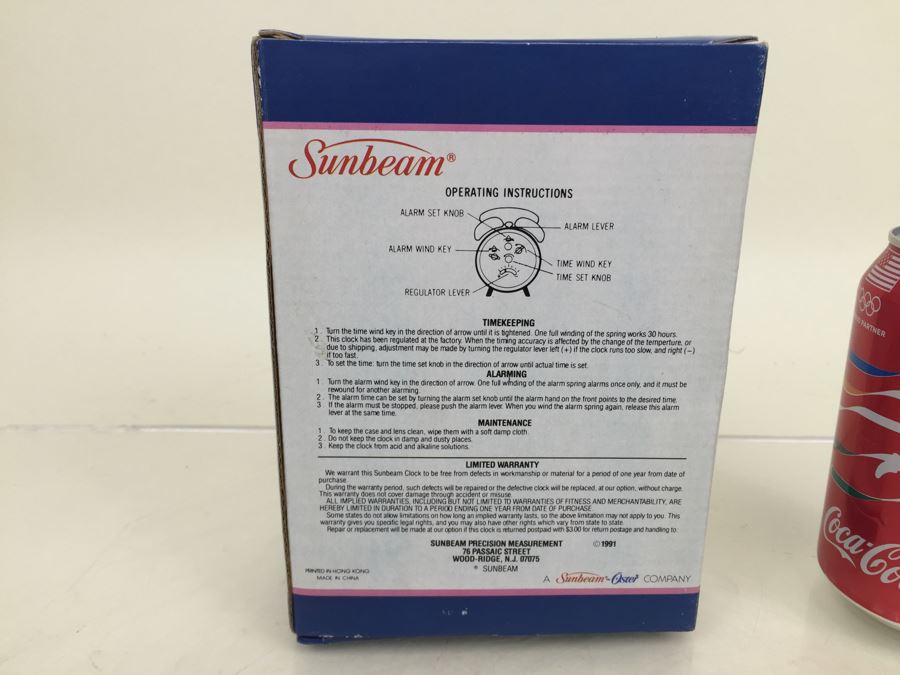 Sunbeam®
OPERATING INSTRUCTIONS
ALARM SET KNOB
ALARM LEVER
ALARM WIND KEY
TIME WIND KEY
TIME SET KNOB
REGULATOR LEVER
TIMEKEEPING
1. Turn the time wind key in the direction of arrow until it is tightened. One full winding of the spring works 30 hours.
2. This clock has been regulated at the factory. When the timing accuracy is affected by the change of the temperture, or
due to shipping, adjustment may be made by turning the regulator lever left (+) if the clock runs too slow, and right (−)
if too fast.
3. To set the time: turn the time set knob in the direction of arrow until actual time is set.
ALARMING
1. Turn the alarm wind key in the direction of arrow. One full winding of the alarm spring alarms once only, and it must be
rewound for another alarming.
2. The alarm time can be set by turning the alarm set knob until the alarm hand on the front points to the desired time.
3. If the alarm must be stopped, please push the alarm lever. When you wind the alarm spring again, release this alarm
lever at the same time.
MAINTENANCE
1. To keep the case and lens clean, wipe them with a soft damp cloth.
2. Do not keep the clock in damp and dusty places.
3. Keep the clock from acid and alkaline solutions.
LIMITED WARRANTY
We warrant this Sunbeam Clock to be free from defects in workmanship or material for a period of one year from date of
purchase.
During the warranty period, such defects will be repaired or the defective clock will be replaced, at our option, without charge.
This warranty does not cover damage through accident or misuse.
ALL IMPLIED WARRANTIES, INCLUDING BUT NOT LIMITED TO WARRANTIES OF FITNESS AND MERCHANTABILITY, ARE
HEREBY LIMITED IN DURATION TO A PERIOD ENDING ONE YEAR FROM DATE OF PURCHASE.
Some states do not allow limitations on how long an implied warranty lasts, so the above limitation may not apply to you. This
warranty gives you specific legal rights, and you may also have other rights which vary from state to state.
Repair or replacement will be made at our option if this clock is returned postpaid with $3.00 for return postage and handling to:
SUNBEAM PRECISION MEASUREMENT ©1991
76 PASSAIC STREET
WOOD-RIDGE, N.J. 07075
® SUNBEAM
PRINTED IN HONG KONG
MADE IN CHINA
A Sunbeam-Oster COMPANY
PARTNER
Coca-Co